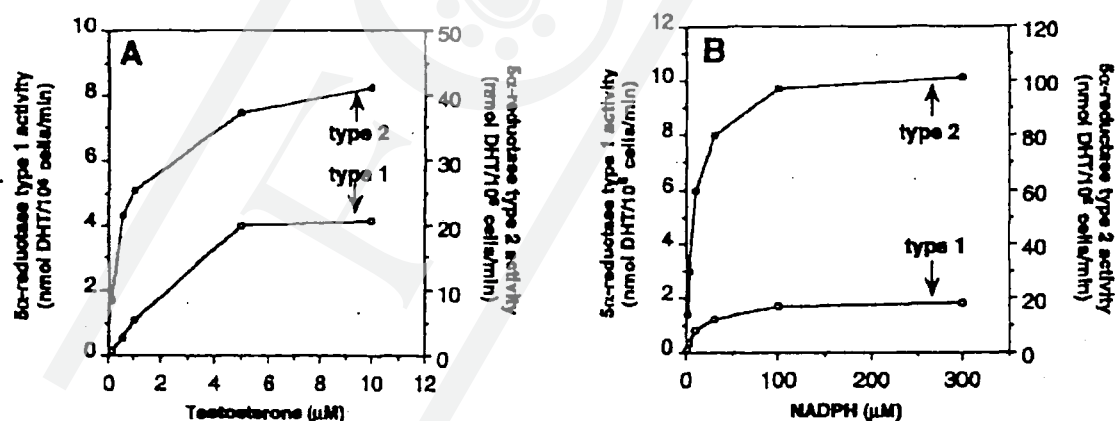 A
5α-reductase type 1 activity
(nmol DHT/10⁶ cells/min)
10
8
6
4
2
0
50
40
30
20
10
0
5α-reductase type 2 activity
(nmol DHT/10⁶ cells/min)
type 2
type 1
0 2 4 6 8 10 12
Testosterone (μM)
B
5α-reductase type 1 activity
(nmol DHT/10⁶ cells/min)
12
10
8
6
4
2
0
120
100
80
60
40
20
0
5α-reductase type 2 activity
(nmol DHT/10⁶ cells/min)
type 2
type 1
0 100 200 300
NADPH (μM)